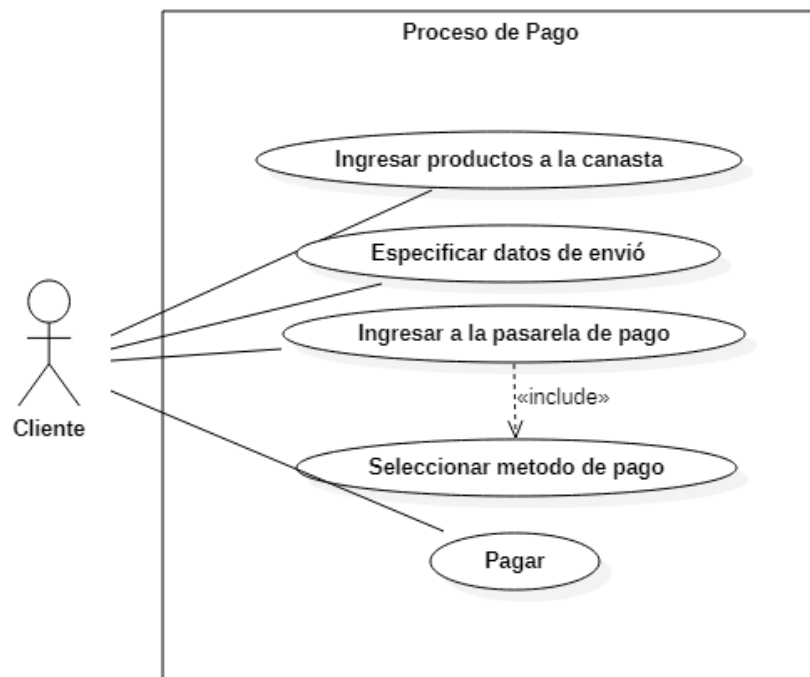 Proceso de Pago
Ingresar productos a la canasta
Especificar datos de envió
Ingresar a la pasarela de pago
«include»
Cliente
Seleccionar metodo de pago
Pagar